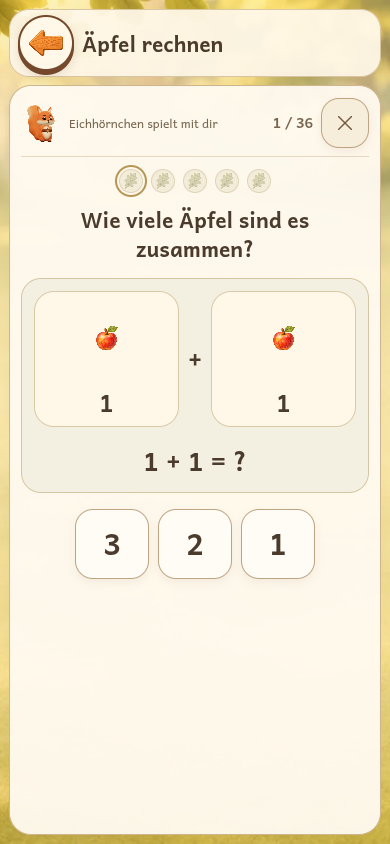 Äpfel rechnen
Eichhörnchen spielt mit dir
1 / 36
Wie viele Äpfel sind es
zusammen?
1
+
1
1 + 1 = ?
3
2
1